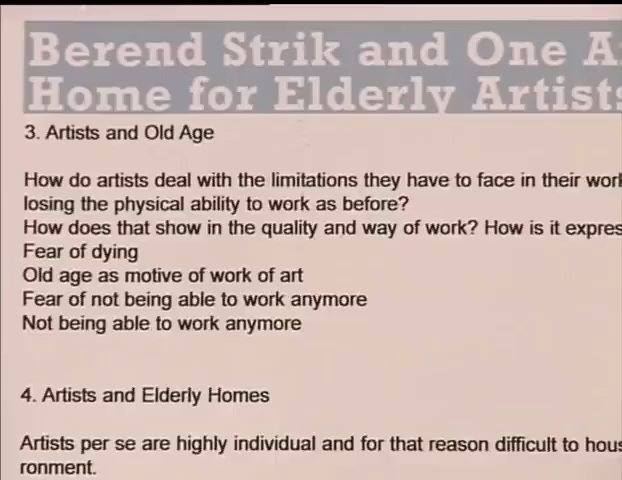 Berend Strik and One A
Home for Elderly Artists
3. Artists and Old Age
How do artists deal with the limitations they have to face in their work
losing the physical ability to work as before?
How does that show in the quality and way of work? How is it expres
Fear of dying
Old age as motive of work of art
Fear of not being able to work anymore
Not being able to work anymore
4. Artists and Elderly Homes
Artists per se are highly individual and for that reason difficult to hous
ronment.